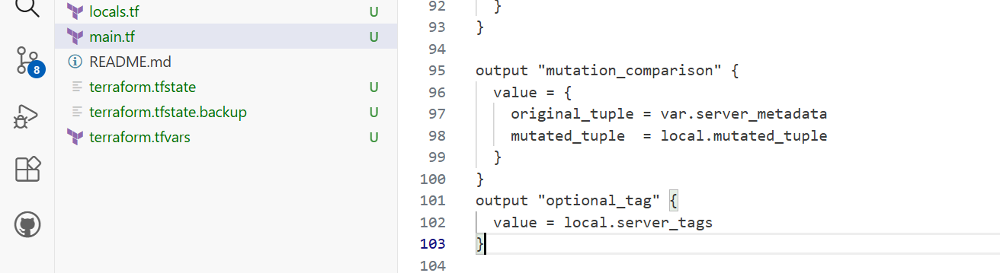 locals.tf U
main.tf U
README.md
terraform.tfstate U
terraform.tfstate.backup U
terraform.tfvars U
8
92 }
93 }
94
95 output "mutation_comparison" {
96 value = {
97 original_tuple = var.server_metadata
98 mutated_tuple  = local.mutated_tuple
99 }
100 }
101 output "optional_tag" {
102 value = local.server_tags
103 }
104